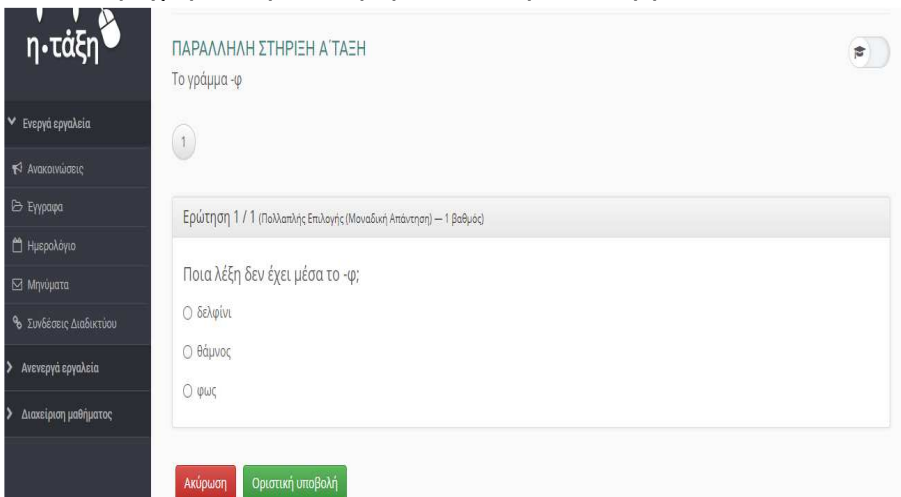 η•τάξη
Ενεργά εργαλεία
Ανακοινώσεις
Έγγραφα
Ημερολόγιο
Μηνύματα
Συνδέσεις Διαδικτύου
Ανενεργά εργαλεία
Διαχείριση μαθήματος
ΠΑΡΑΛΛΗΛΗ ΣΤΗΡΙΞΗ Α΄ΤΑΞΗ
Το γράμμα -φ
1
Ερώτηση 1 / 1 (Πολλαπλής Επιλογής (Μοναδική Απάντηση) — 1 βαθμός)
Ποια λέξη δεν έχει μέσα το -φ;
δελφίνι
θάμνος
φως
Ακύρωση
Οριστική υποβολή